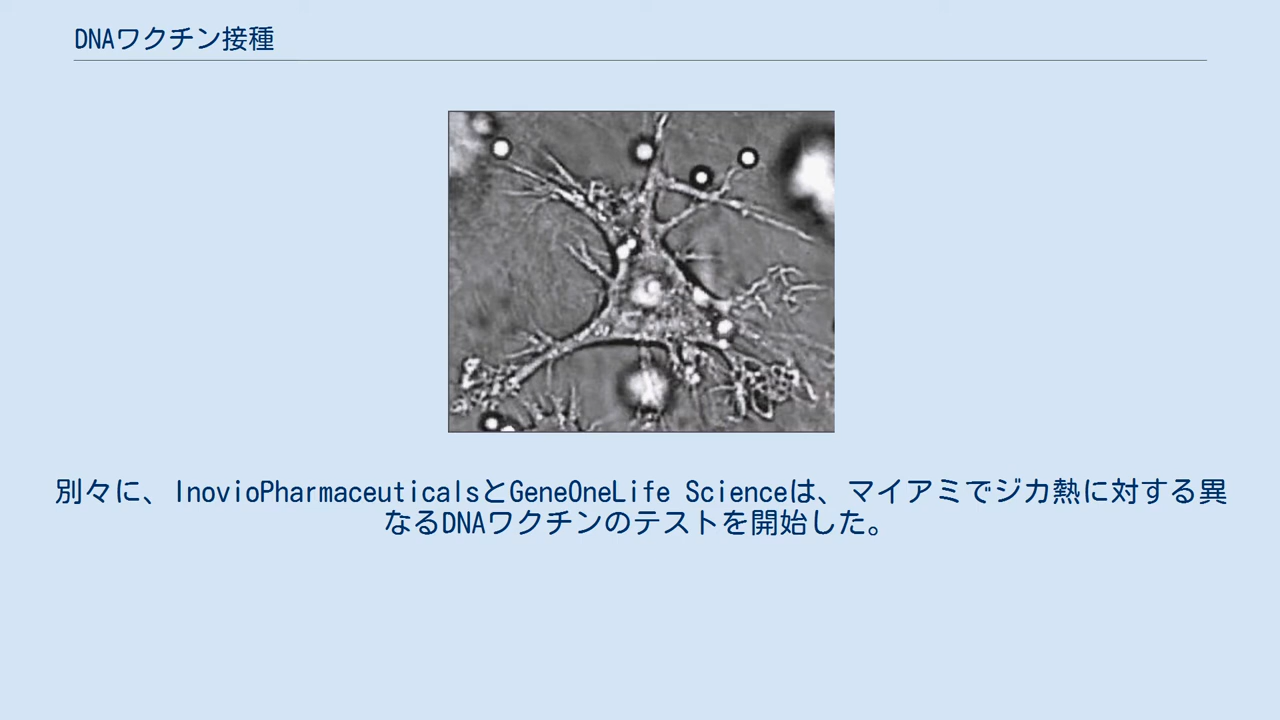 DNAワクチン接種
別々に、InovioPharmaceuticalsとGeneOneLife Scienceは、マイアミでジカ熱に対する異
なるDNAワクチンのテストを開始した。